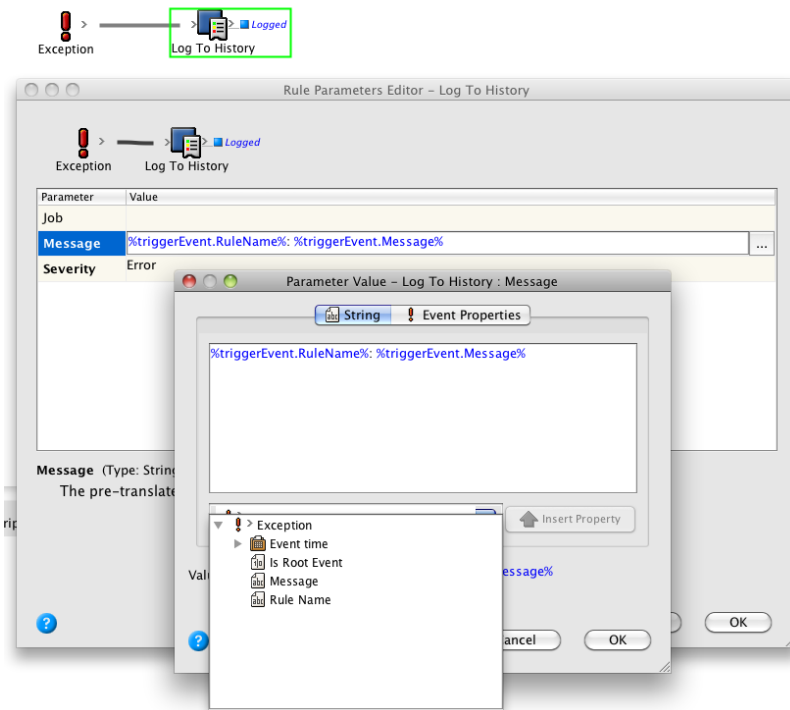 Logged
Exception
Log To History
Rule Parameters Editor – Log To History
Logged
Exception
Log To History
Parameter
Value
Job
Message
%triggerEvent.RuleName%: %triggerEvent.Message%
...
Severity
Error
Parameter Value – Log To History : Message
String
Event Properties
%triggerEvent.RuleName%: %triggerEvent.Message%
Message (Type: String
The pre-translate
rip
Insert Property
Exception
Event time
Is Root Event
Message
Rule Name
Val
essage%
?
OK
?
ancel
OK